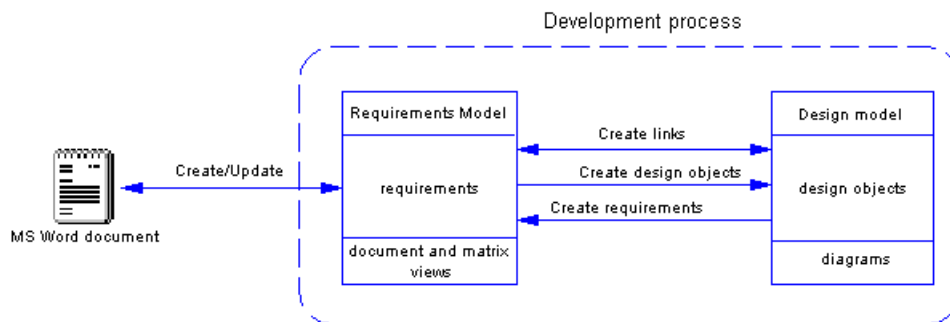 Development process
Requirements Model
Design model
Create links
Create/Update
Create design objects
requirements
design objects
Create requirements
MS Word document
document and matrix
views
diagrams